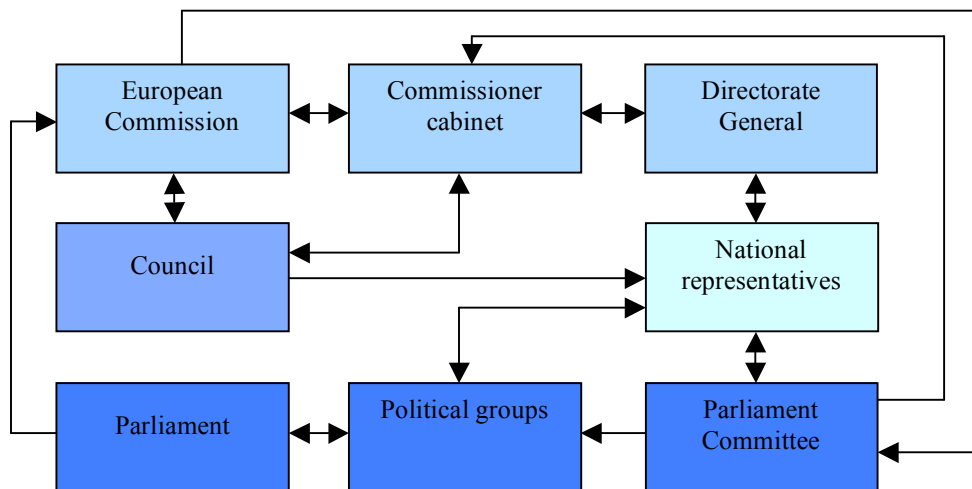 European
Commission
Commissioner
cabinet
Directorate
General
Council
National
representatives
Parliament
Political groups
Parliament
Committee